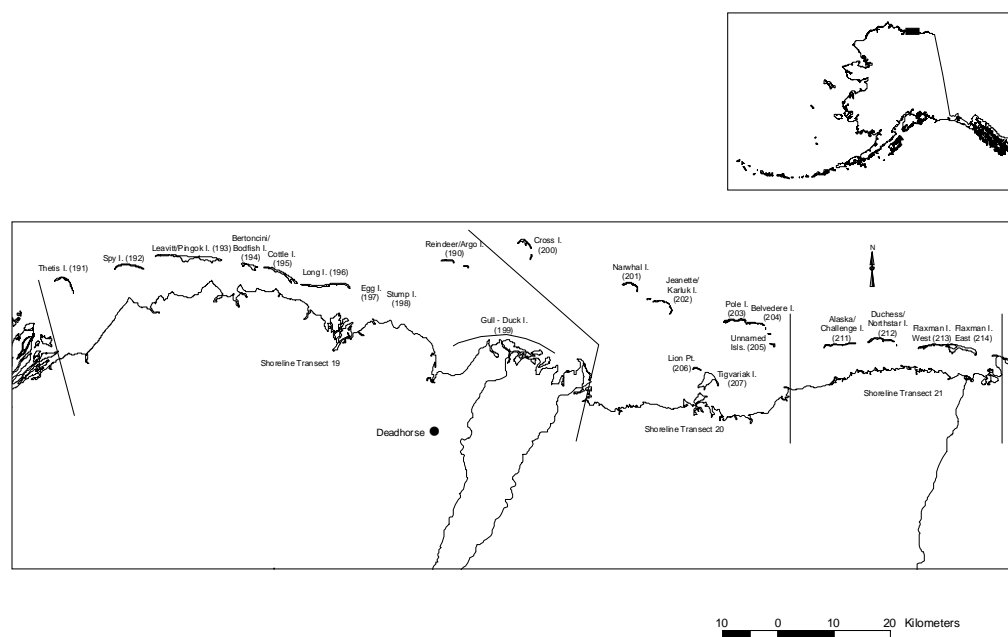 Thetis I. (191)
Spy I. (192)
Leavitt/Pingok I. (193)
Bertoncini/
Bodfish I.
(194)
Cottle I.
(195)
Long I. (196)
Egg I.
(197)
Stump I.
(198)
Reindeer/Argo I.
(190)
Cross I.
(200)
Gull - Duck I.
(199)
Narwhal I.
(201)
Jeanette/
Karluk I.
(202)
Pole I.
(203)
Belvedere I.
(204)
Unnamed
Isls. (205)
Lion Pt.
(206)
Tigvariak I.
(207)
N
Alaska/
Challenge I.
(211)
Duchess/
Northstar I.
(212)
Flaxman I.
West (213)
Flaxman I.
East (214)
Shoreline Transect 19
Shoreline Transect 20
Shoreline Transect 21
Deadhorse
10 0 10 20 Kilometers